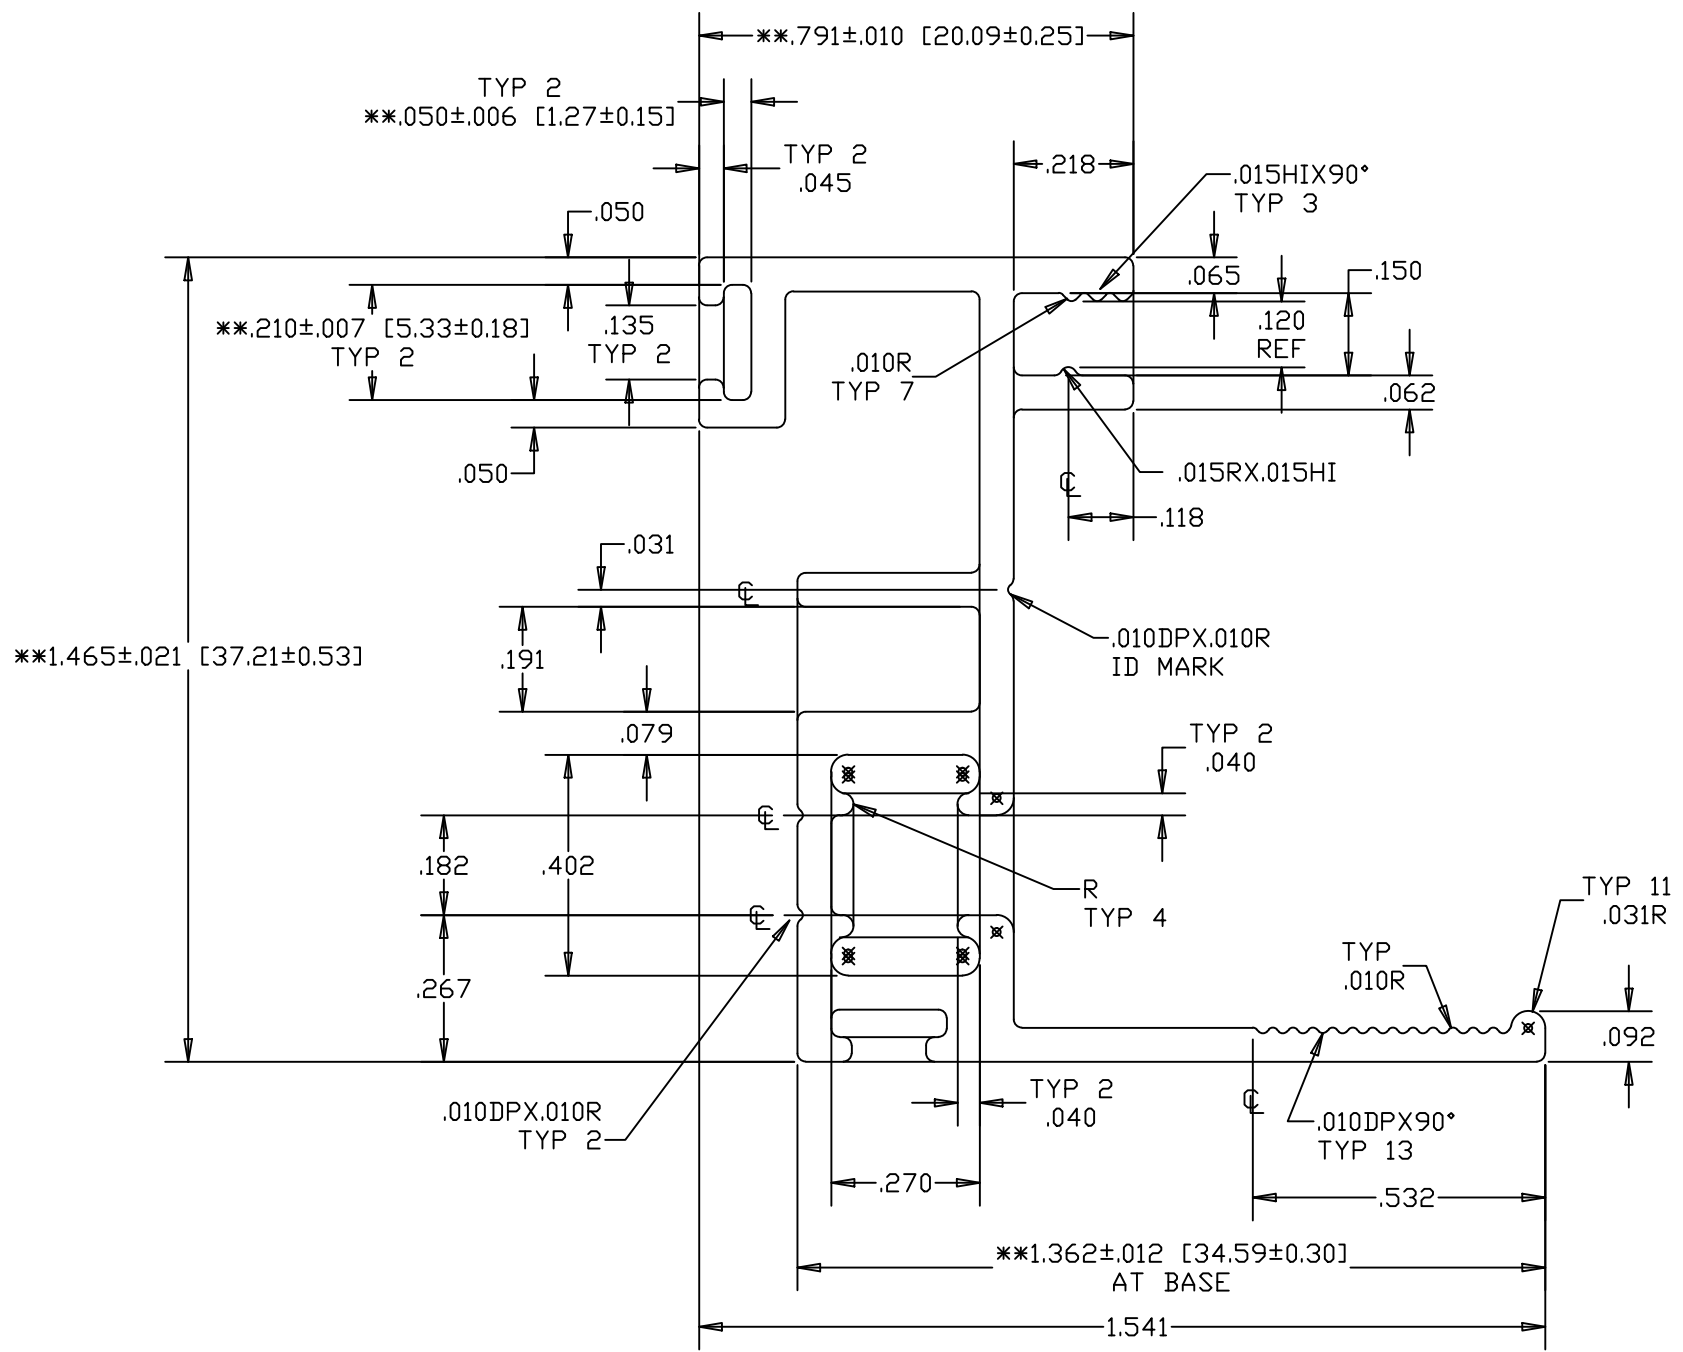 **.791±.010 [20.09±0.25]
TYP 2
**.050±.006 [1.27±0.15]
TYP 2
.045
.218
.015HIX90°
TYP 3
.050
.065
.150
**.210±.007 [5.33±0.18]
TYP 2
.135
TYP 2
.120
REF
.010R
TYP 7
.062
.050
.015RX.015HI
℄
.118
.031
℄
**1.465±.021 [37.21±0.53]
.191
.010DPX.010R
ID MARK
.079
TYP 2
.040
℄
.182
.402
R
TYP 4
℄
TYP 11
.031R
TYP
.010R
.267
.092
.010DPX.010R
TYP 2
TYP 2
.040
℄
.010DPX90°
TYP 13
.270
.532
**1.362±.012 [34.59±0.30]
AT BASE
1.541